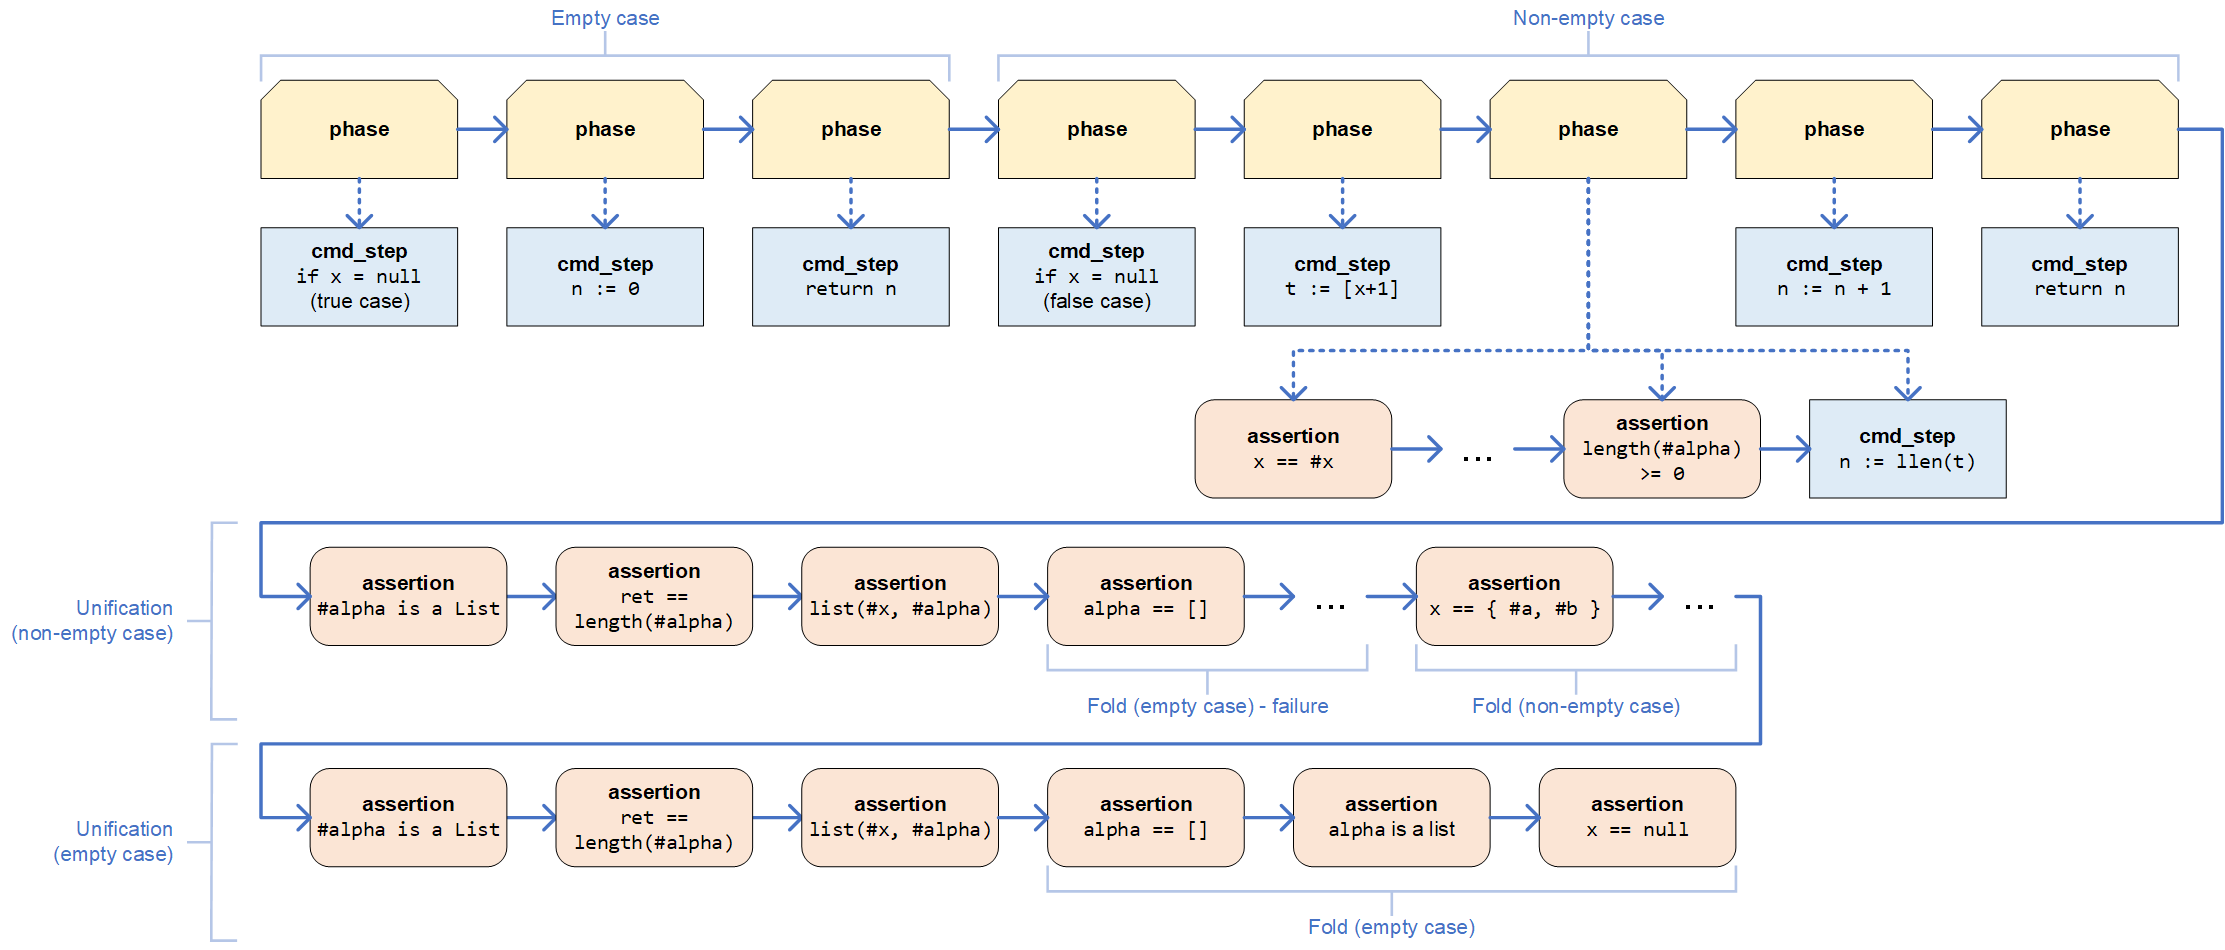 Empty case
Non-empty case
phase
phase
phase
phase
phase
phase
phase
phase
cmd_step
if x = null
(true case)
cmd_step
n := 0
cmd_step
return n
cmd_step
if x = null
(false case)
cmd_step
t := [x+1]
cmd_step
n := n + 1
cmd_step
return n
assertion
x == #x
...
assertion
length(#alpha)
>= 0
cmd_step
n := llen(t)
Unification
(non-empty case)
assertion
#alpha is a List
assertion
ret ==
length(#alpha)
assertion
list(#x, #alpha)
assertion
alpha == []
...
assertion
x == { #a, #b }
...
Fold (empty case) - failure
Fold (non-empty case)
Unification
(empty case)
assertion
#alpha is a List
assertion
ret ==
length(#alpha)
assertion
list(#x, #alpha)
assertion
alpha == []
assertion
alpha is a list
assertion
x == null
Fold (empty case)